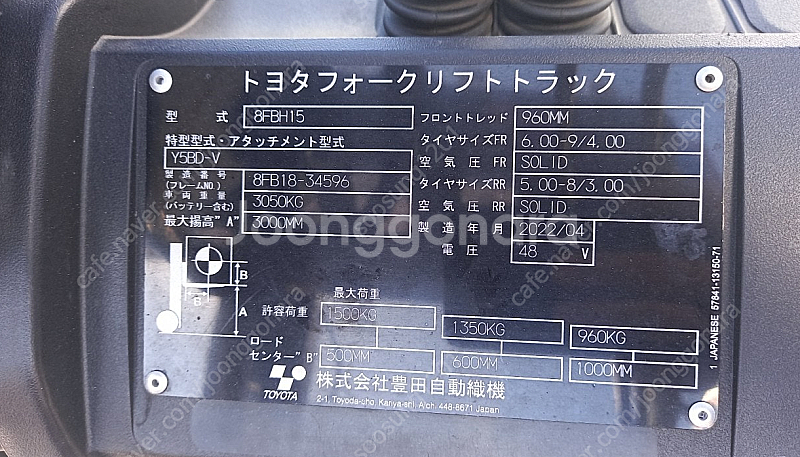 トヨタフォークリフトトラック
型 式 8FBH15
特型型式・アタッチメント型式
Y5BD-V
製造番号
(フレームNO) 8FB18-34596
車両重量
(バッテリー含む) 3050KG
最大揚高"A" 3000MM
フロントトレッド 960MM
タイヤサイズFR 6.00-9/4.00
空気圧 FR SOLID
タイヤサイズRR 5.00-8/3.00
空気圧 RR SOLID
製造年月 2022/04
電圧 48 V
B
B
A
最大荷重
許容荷重 1500KG 1350KG 960KG
ロード
センター"B" 500MM 600MM 1000MM
TOYOTA
株式会社豊田自動織機
2-1, Toyoda-cho, Kariya-shi, Aichi, 448-8671 Japan
1 JAPANESE 57841-13150-71
Joonggonara